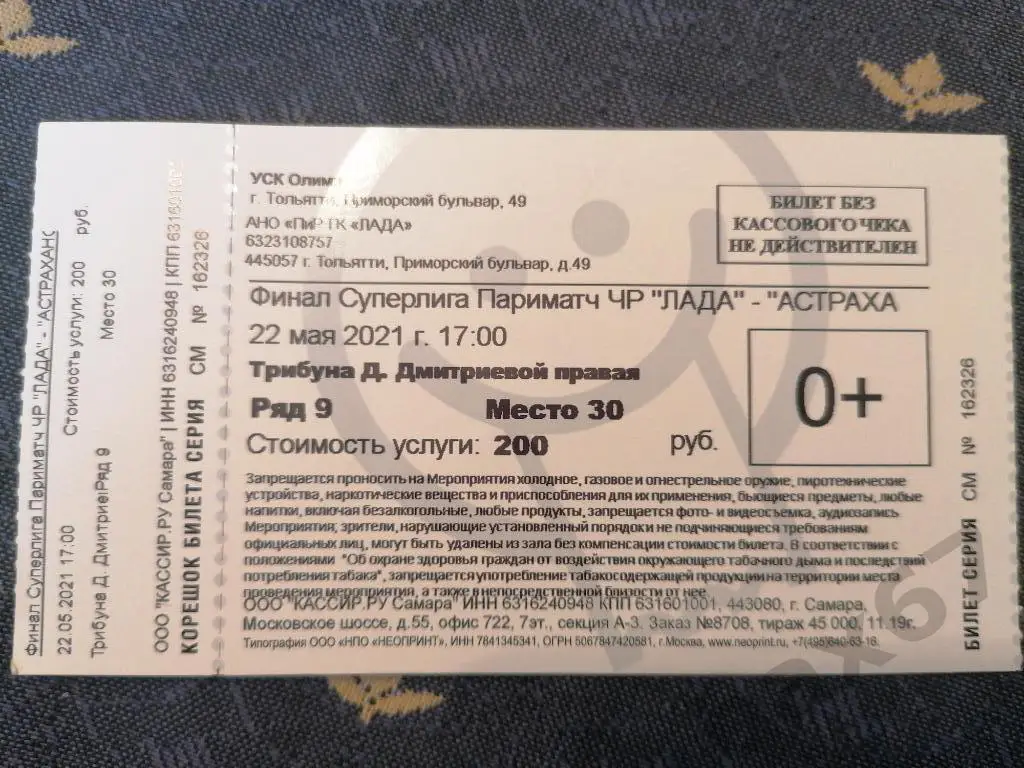 Финал Суперлига Париматч ЧР "ЛАДА" - "АСТРАХАНО
22.05.2021 17:00 Стоимость услуги: 200 руб.
Трибуна Д. ДмитриеРяд 9 Место 30
ООО "КАССИР.РУ Самара" | ИНН 6316240948 | КПП 631601001
КОРЕШОК БИЛЕТА СЕРИЯ СМ № 162326
УСК Олимп
г. Тольятти, Приморский бульвар, 49
АНО «ПиР ГК «ЛАДА»
6323108757
445057 г. Тольятти, Приморский бульвар, д.49
БИЛЕТ БЕЗ
КАССОВОГО ЧЕКА
НЕ ДЕЙСТВИТЕЛЕН
Финал Суперлига Париматч ЧР "ЛАДА" - "АСТРАХА
22 мая 2021 г. 17:00
Трибуна Д. Дмитриевой правая
Ряд 9 Место 30
Стоимость услуги: 200 руб.
0+
Запрещается проносить на Мероприятия холодное, газовое и огнестрельное оружие, пиротехнические
устройства, наркотические вещества и приспособления для их применения, бьющиеся предметы, любые
напитки, включая безалкогольные, любые продукты, запрещается фото- и видеосъемка, аудиозапись
Мероприятия, зрители, нарушающие установленный порядок и не подчиняющиеся требованиям
официальных лиц, могут быть удалены из зала без компенсации стоимости билета. В соответствии с
положениями "Об охране здоровья граждан от воздействия окружающего табачного дыма и последствий
потребления табака", запрещается употребление табакосодержащей продукции на территории места
проведения мероприятия, а также в непосредственной близости от нее.
ООО "КАССИР.РУ Самара" ИНН 6316240948 КПП 631601001, 443080, г. Самара,
Московское шоссе, д.55, офис 722, 7эт., секция А-3. Заказ №8708, тираж 45 000, 11.19г.
Типография ООО «НПО «НЕОПРИНТ», ИНН 7841345341, ОГРН 5067847420581, г.Москва, www.neoprint.ru, +7(495)640-63-16.
БИЛЕТ СЕРИЯ СМ № 162326